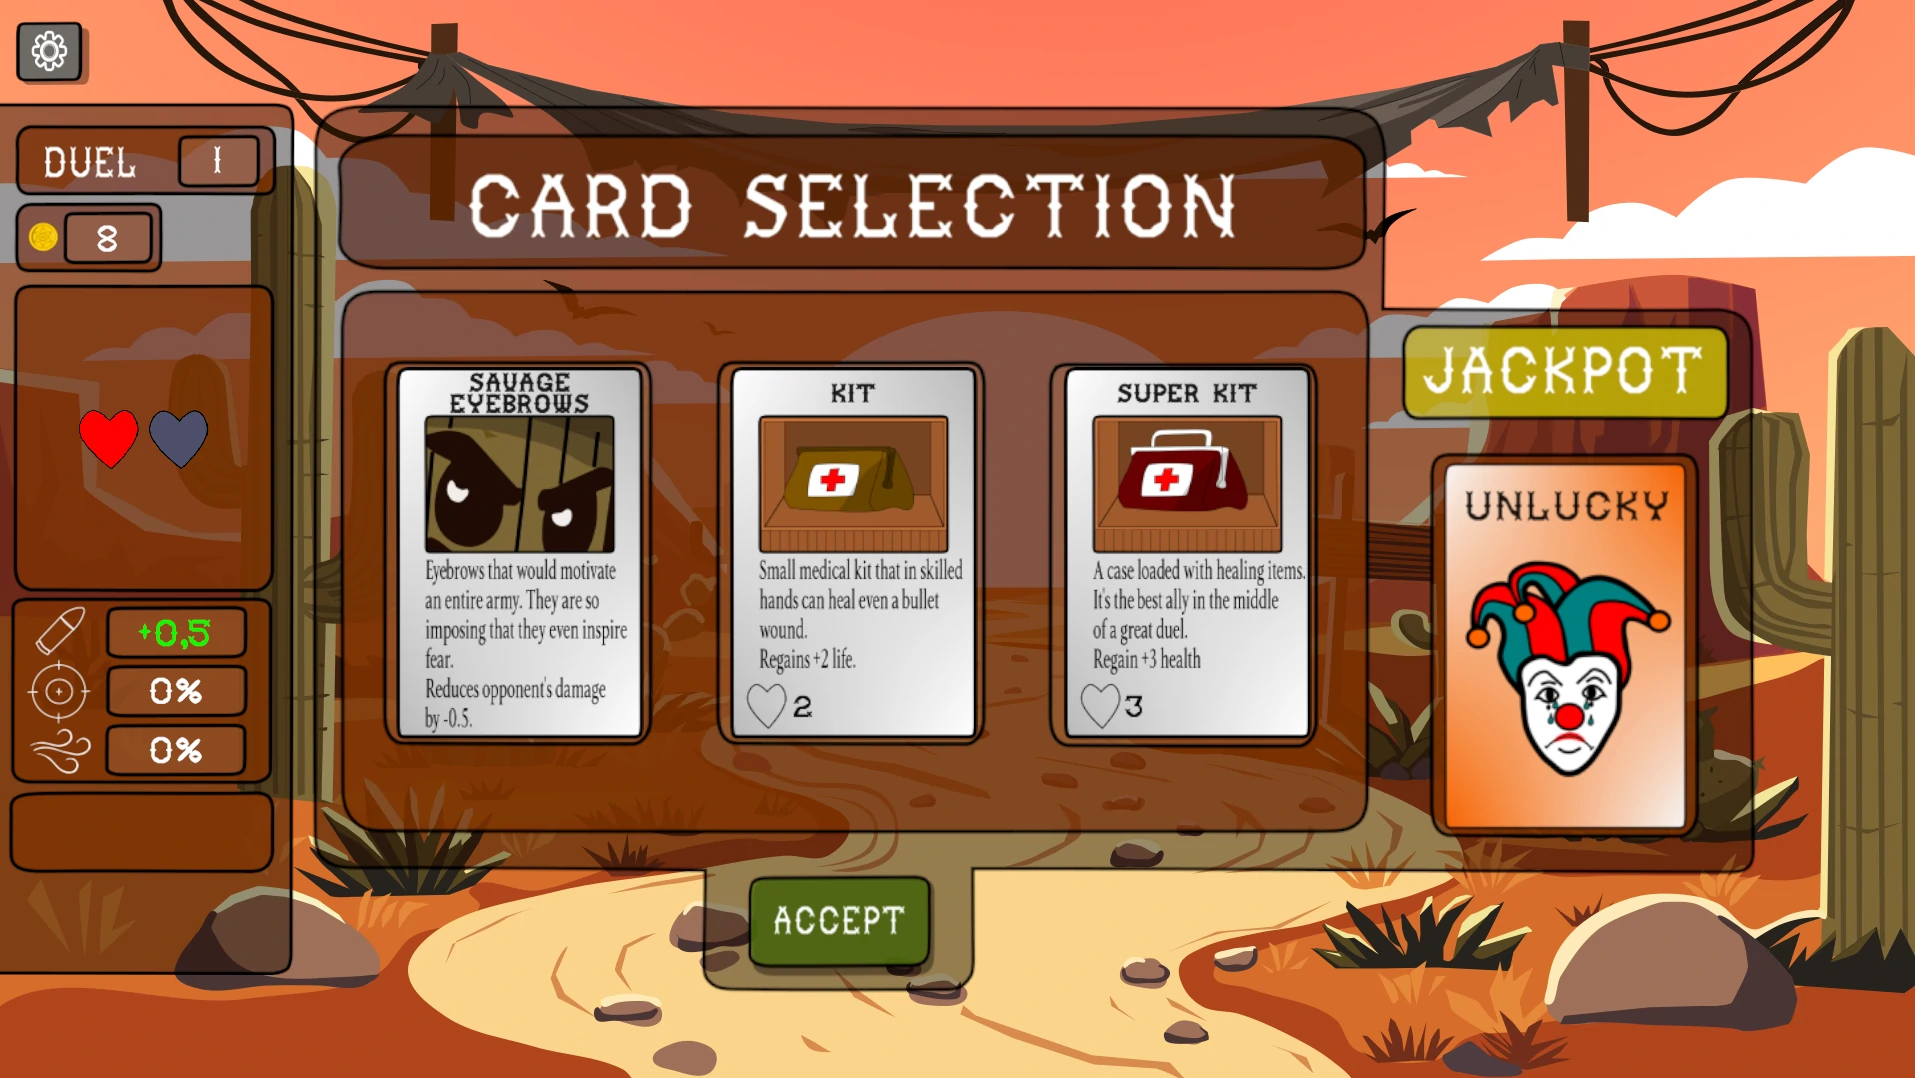 DUEL 1
8
+0,5
0%
0%
CARD SELECTION
SAVAGE
EYEBROWS
Eyebrows that would motivate
an entire army. They are so
imposing that they even inspire
fear.
Reduces opponent's damage
by -0.5.
KIT
Small medical kit that in skilled
hands can heal even a bullet
wound.
Regains +2 life.
2
SUPER KIT
A case loaded with healing items.
It's the best ally in the middle
of a great duel.
Regain +3 health
3
JACKPOT
UNLUCKY
ACCEPT